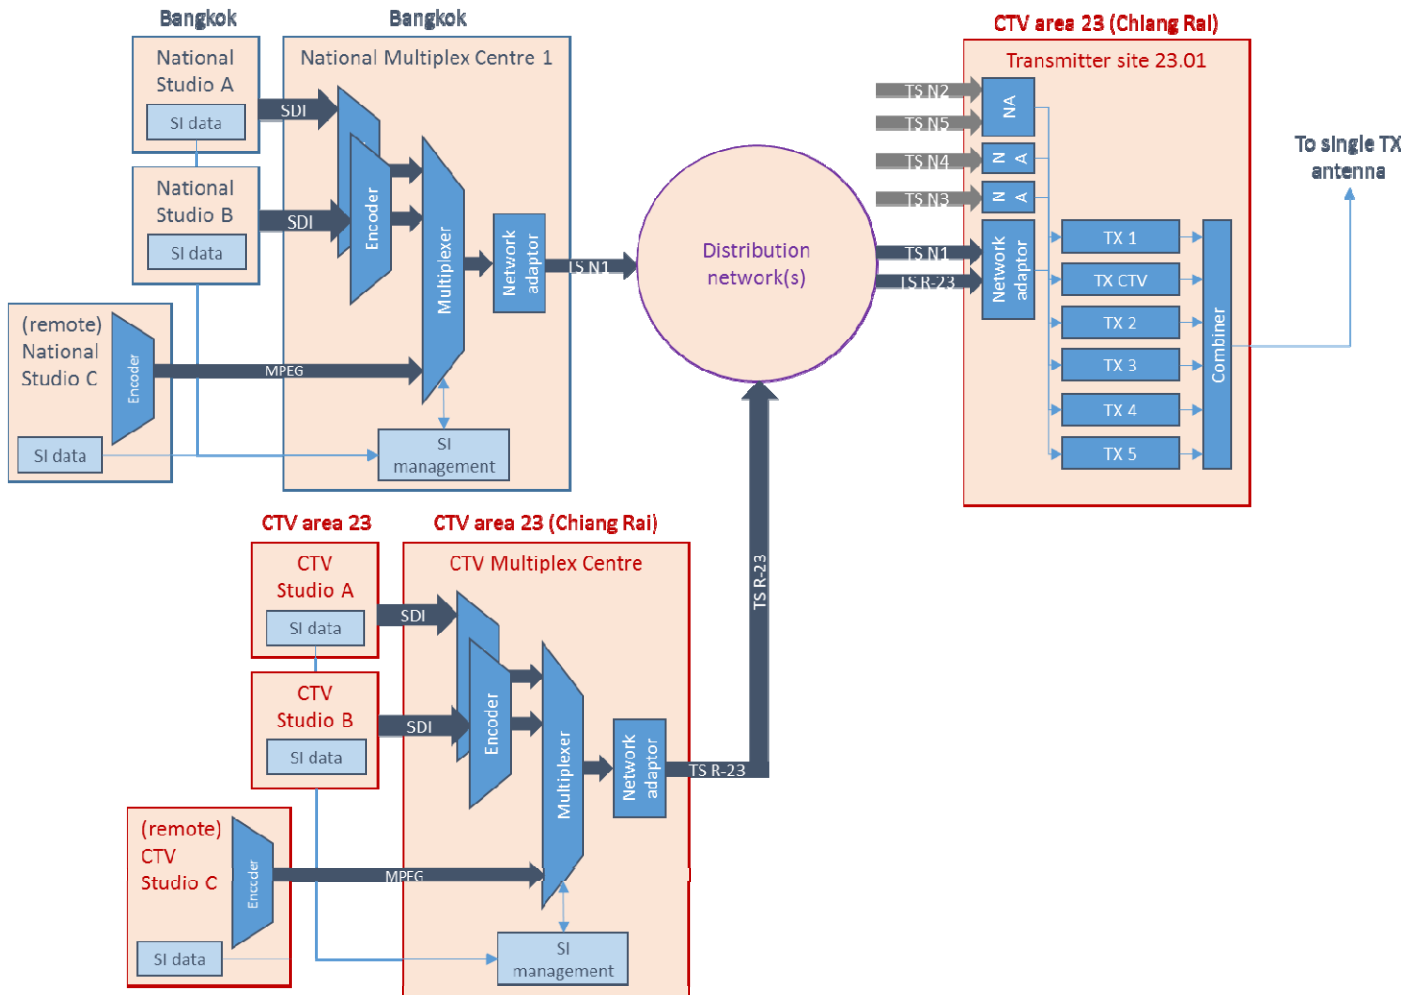 Bangkok
National
Studio A
SI data
National
Studio B
SI data
(remote)
National
Studio C
Encoder
SI data
Bangkok
National Multiplex Centre 1
SDI
SDI
Encoder
Multiplexer
Network
adaptor
MPEG
SI
management
TS N1
Distribution
network(s)
CTV area 23 (Chiang Rai)
Transmitter site 23.01
TS N2
TS N5
NA
TS N4
N
A
TS N3
N
A
TS N1
TS R-23
Network
adaptor
TX 1
TX CTV
TX 2
TX 3
TX 4
TX 5
Combiner
To single TX
antenna
CTV area 23
CTV
Studio A
SI data
CTV
Studio B
SI data
(remote)
CTV
Studio C
Encoder
SI data
CTV area 23 (Chiang Rai)
CTV Multiplex Centre
SDI
SDI
Encoder
Multiplexer
Network
adaptor
MPEG
SI
management
TS R-23
TS R-23